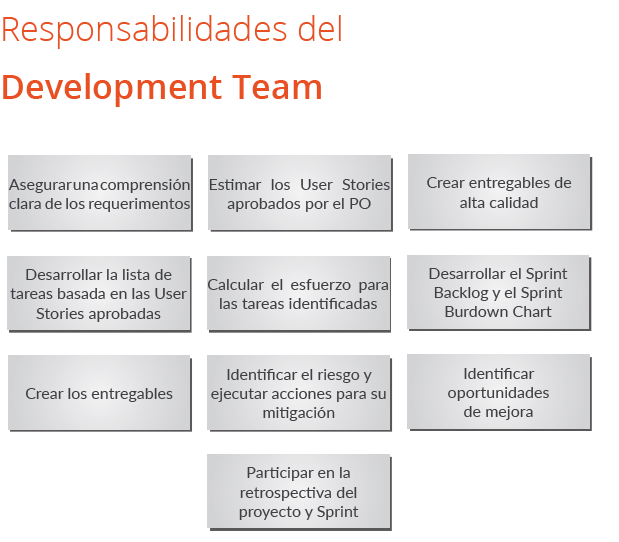 Responsabilidades del
Development Team
Asegurar una comprensión
clara de los requerimentos
Estimar los User Stories
aprobados por el PO
Crear entregables de
alta calidad
Desarrollar la lista de
tareas basada en las User
Stories aprobadas
Calcular el esfuerzo para
las tareas identificadas
Desarrollar el Sprint
Backlog y el Sprint
Burdown Chart
Crear los entregables
Identificar el riesgo y
ejecutar acciones para su
mitigación
Identificar
oportunidades
de mejora
Participar en la
retrospectiva del
proyecto y Sprint